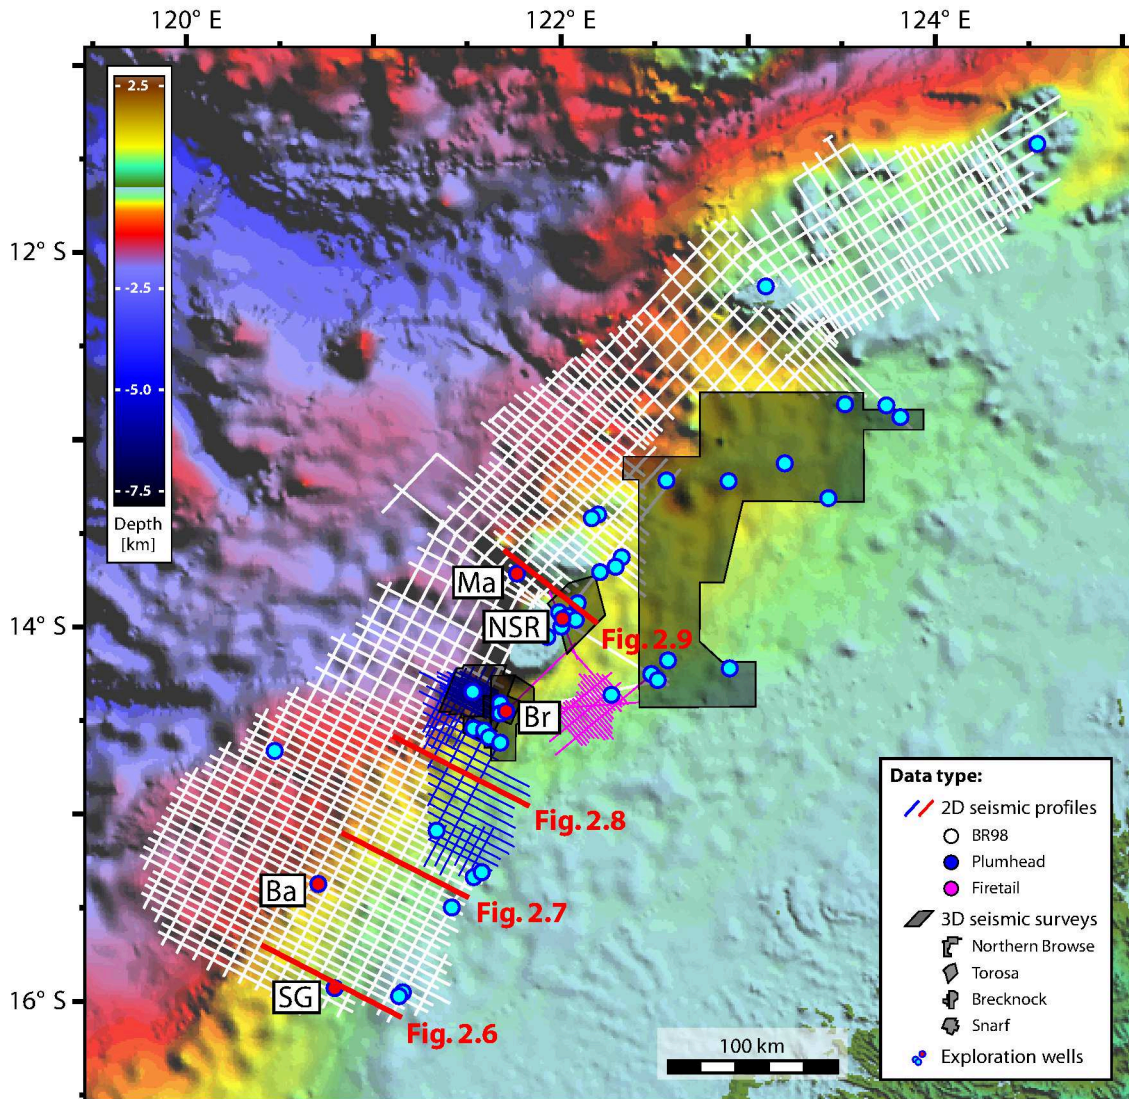 120° E
122° E
124° E
2.5
-2.5
-5.0
-7.5
Depth
[km]
12° S
14° S
16° S
Ma
NSR
Fig. 2.9
Br
Fig. 2.8
Ba
Fig. 2.7
SG
Fig. 2.6
100 km
Data type:
2D seismic profiles
BR98
Plumhead
Firetail
3D seismic surveys
Northern Browse
Torosa
Brecknock
Snarf
Exploration wells